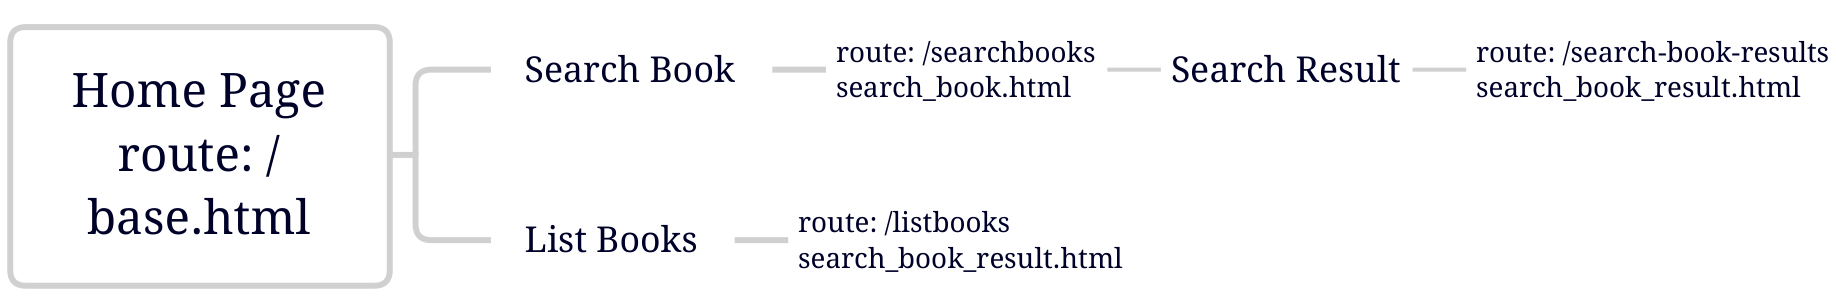 Home Page
route: /
base.html
Search Book
route: /searchbooks
search_book.html
Search Result
route: /search-book-results
search_book_result.html
List Books
route: /listbooks
search_book_result.html